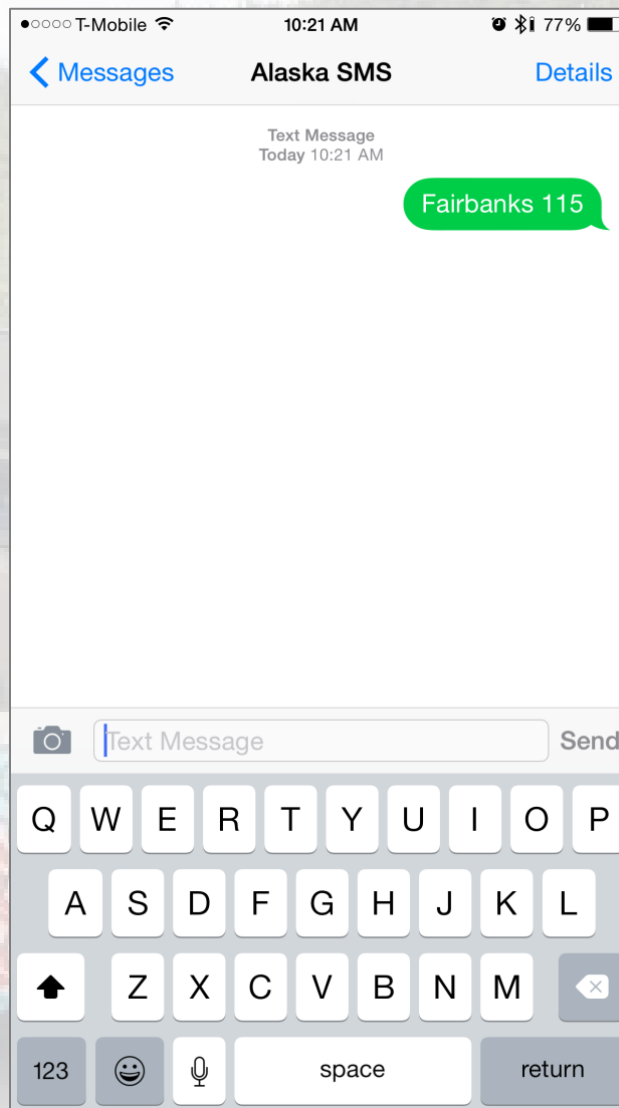 T-Mobile 10:21 AM 77%
Messages Alaska SMS Details
Text Message
Today 10:21 AM
Fairbanks 115
Text Message Send
Q W E R T Y U I O P
A S D F G H J K L
Z X C V B N M
123 space return